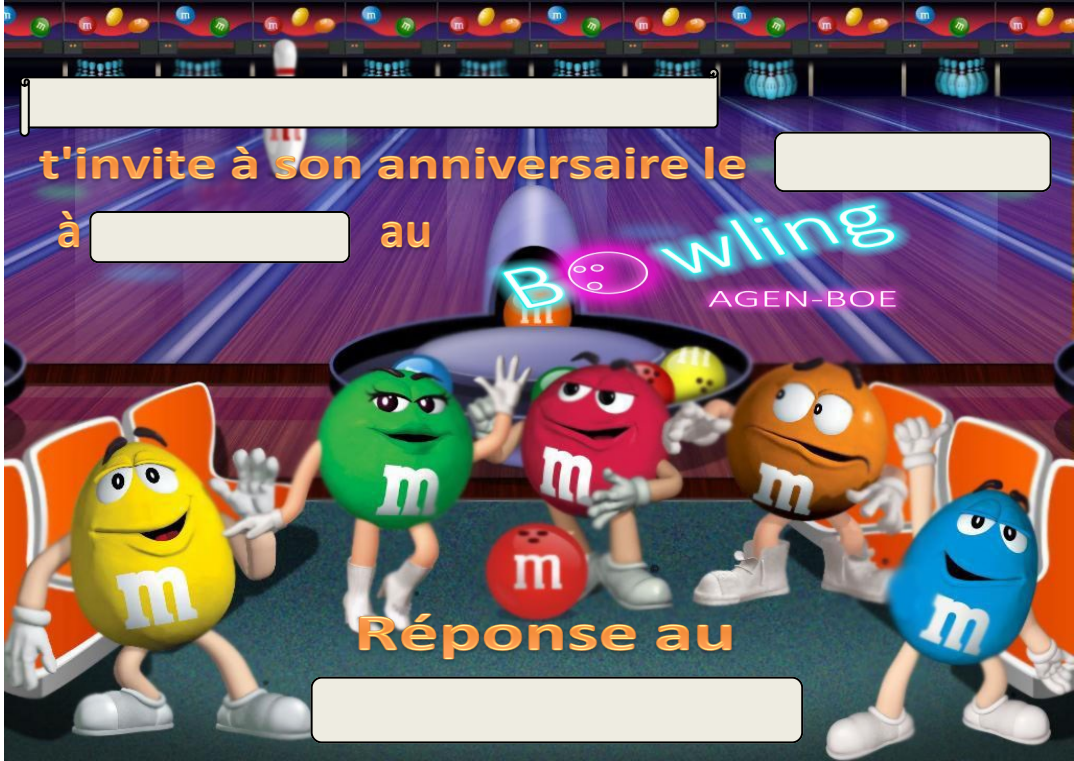 t'invite à son anniversaire le
à au
Bowling
AGEN-BOE
m m m m m m
Réponse au